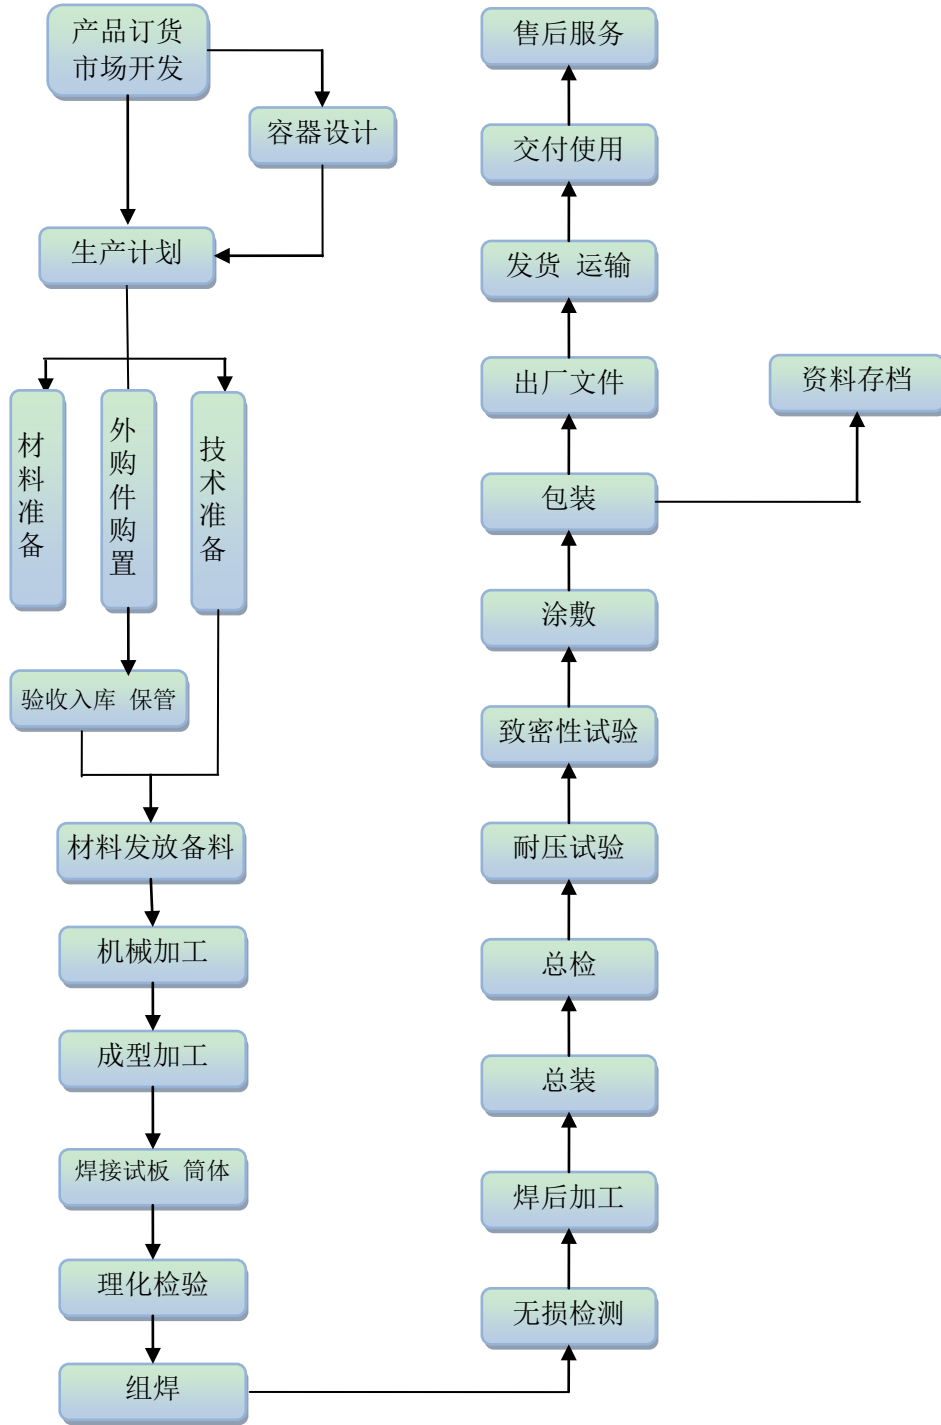 产品订货
市场开发
容器设计
生产计划
材料准备
外购件购置
技术准备
验收入库 保管
材料发放备料
机械加工
成型加工
焊接试板 筒体
理化检验
组焊
无损检测
焊后加工
总装
总检
耐压试验
致密性试验
涂敷
包装
资料存档
出厂文件
发货 运输
交付使用
售后服务